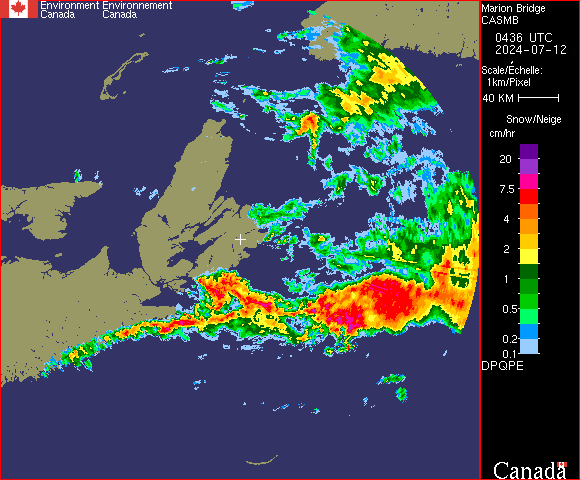 Environment Environnement
Canada Canada
Marion Bridge
CASMB
0436 UTC
2024-07-12
Scale/Échelle:
1km/Pixel
40 KM
Snow/Neige
cm/hr
20
7.5
4
2
1
0.5
0.2
0.1
DPQPE
Canada